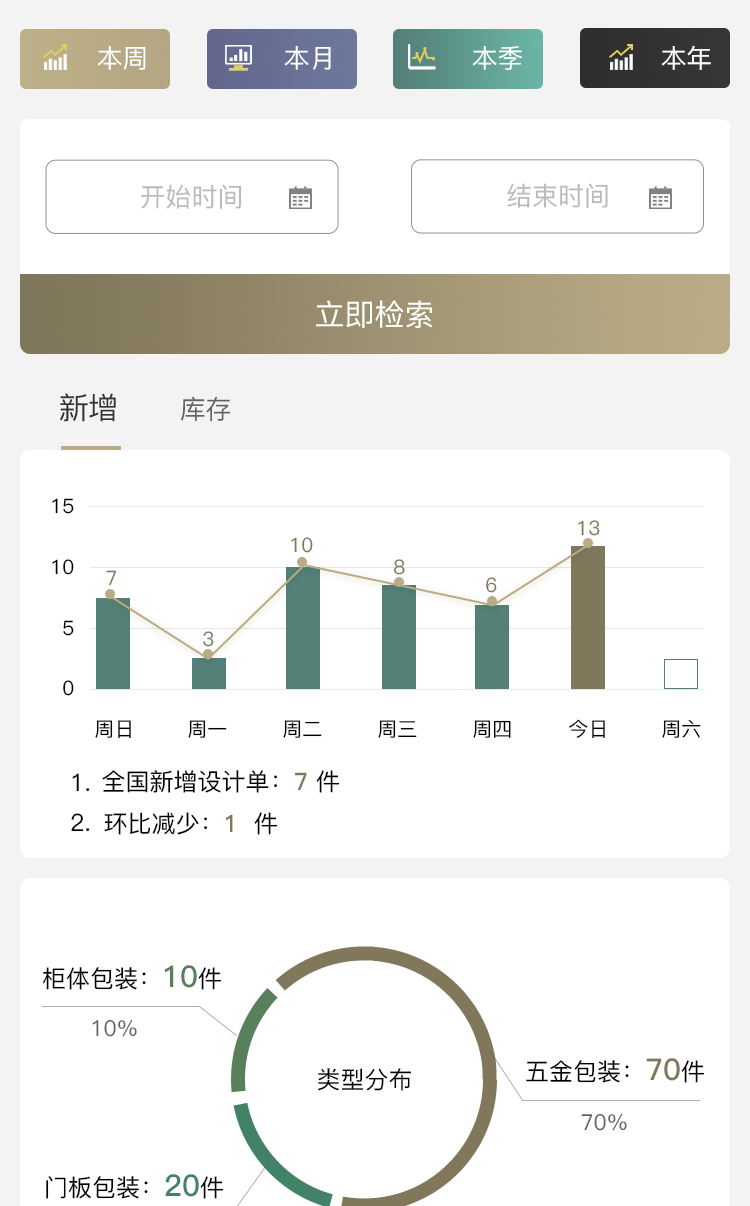 本周 本月 本季 本年
开始时间 结束时间
立即检索
新增 库存
15
10
5
0
7 3 10 8 6 13
周日 周一 周二 周三 周四 今日 周六
1. 全国新增设计单：7 件
2. 环比减少：1 件
柜体包装：10件
10%
类型分布
五金包装：70件
70%
门板包装：20件